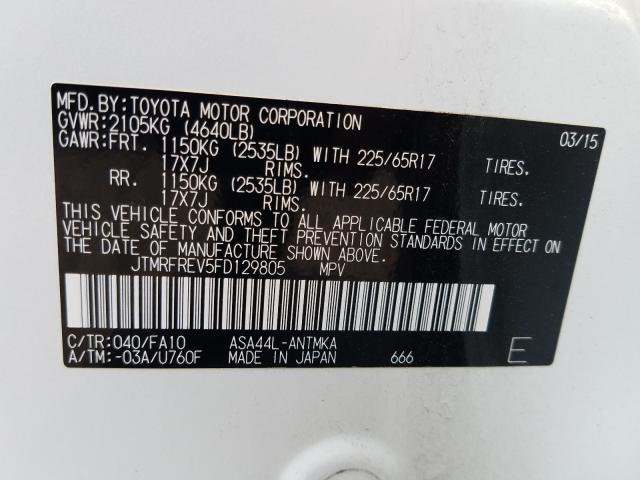 MFD.BY:TOYOTA MOTOR CORPORATION 03/15
GVWR:2105KG (4640LB)
GAWR:FRT. 1150KG (2535LB) WITH 225/65R17 TIRES.
17X7J RIMS.
RR. 1150KG (2535LB) WITH 225/65R17 TIRES.
17X7J RIMS.
THIS VEHICLE CONFORMS TO ALL APPLICABLE FEDERAL MOTOR
VEHICLE SAFETY AND THEFT PREVENTION STANDARDS IN EFFECT ON
THE DATE OF MANUFACTURE SHOWN ABOVE.
JTMRFREV5FD129805 MPV
C/TR:040/FA10 ASA44L-ANTMKA
A/TM:-03A/U760F MADE IN JAPAN 666 E